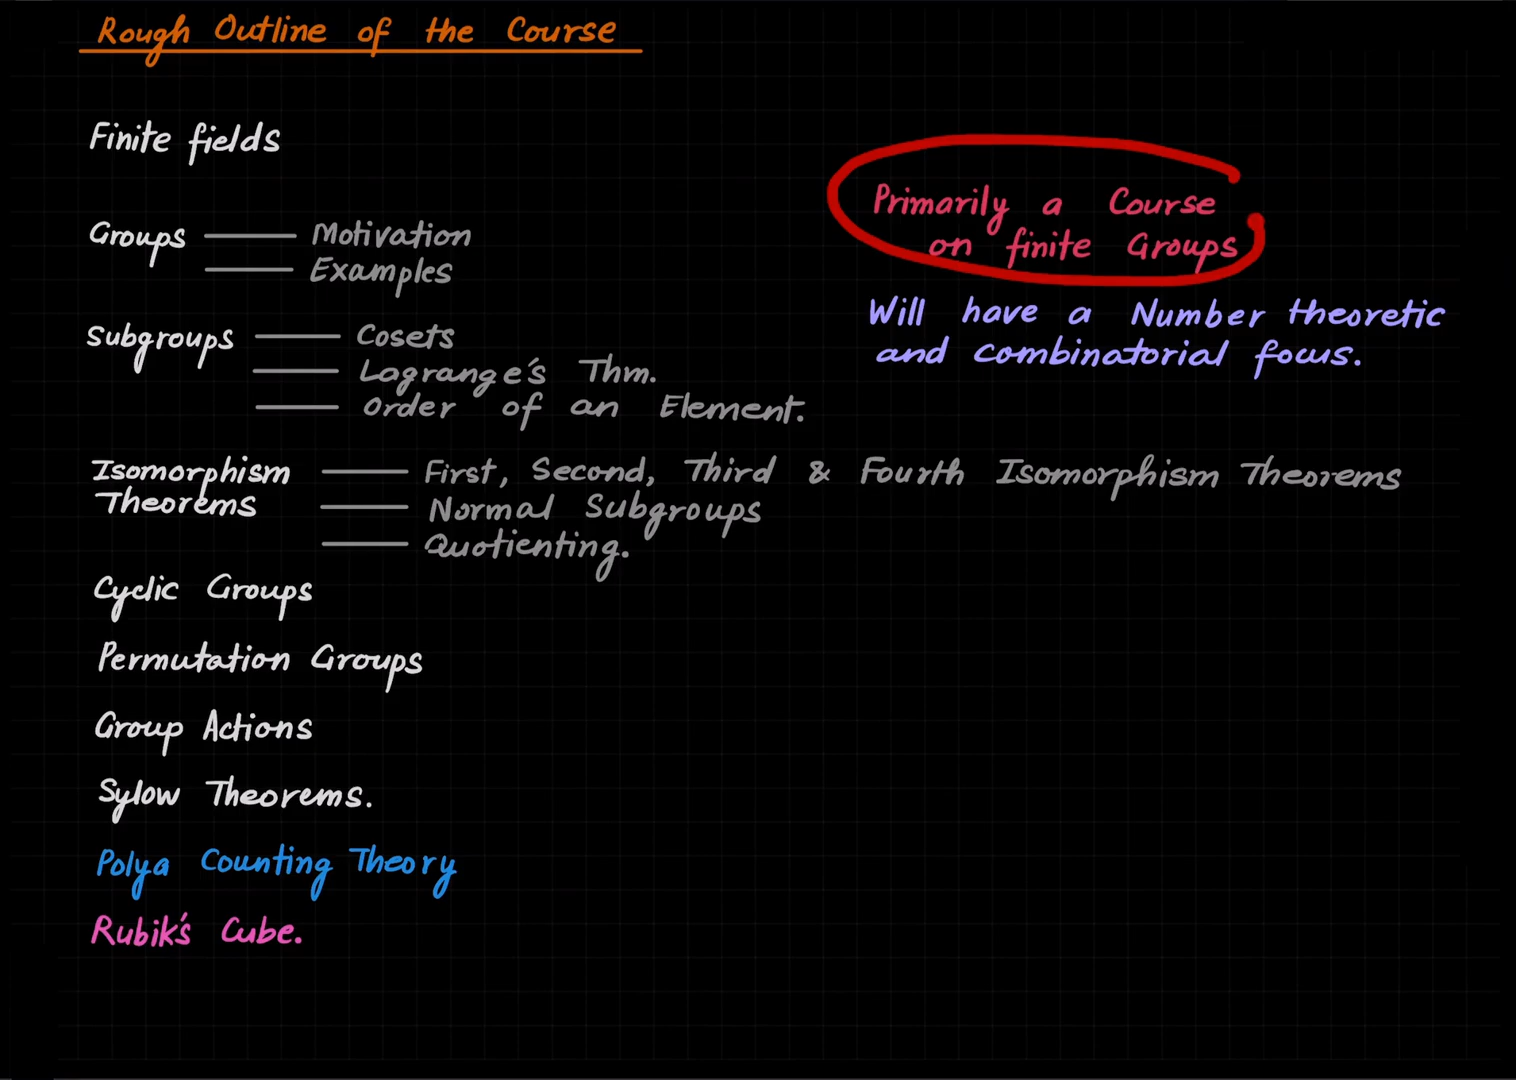 Rough Outline of the Course
Finite fields
Groups
Motivation
Examples
Subgroups
Cosets
Lagrange's Thm.
Order of an Element.
Isomorphism
Theorems
First, Second, Third & Fourth Isomorphism Theorems
Normal Subgroups
Quotienting.
Cyclic Groups
Permutation Groups
Group Actions
Sylow Theorems.
Polya Counting Theory
Rubik's Cube.
Primarily a Course
on finite Groups
Will have a Number theoretic
and combinatorial focus.